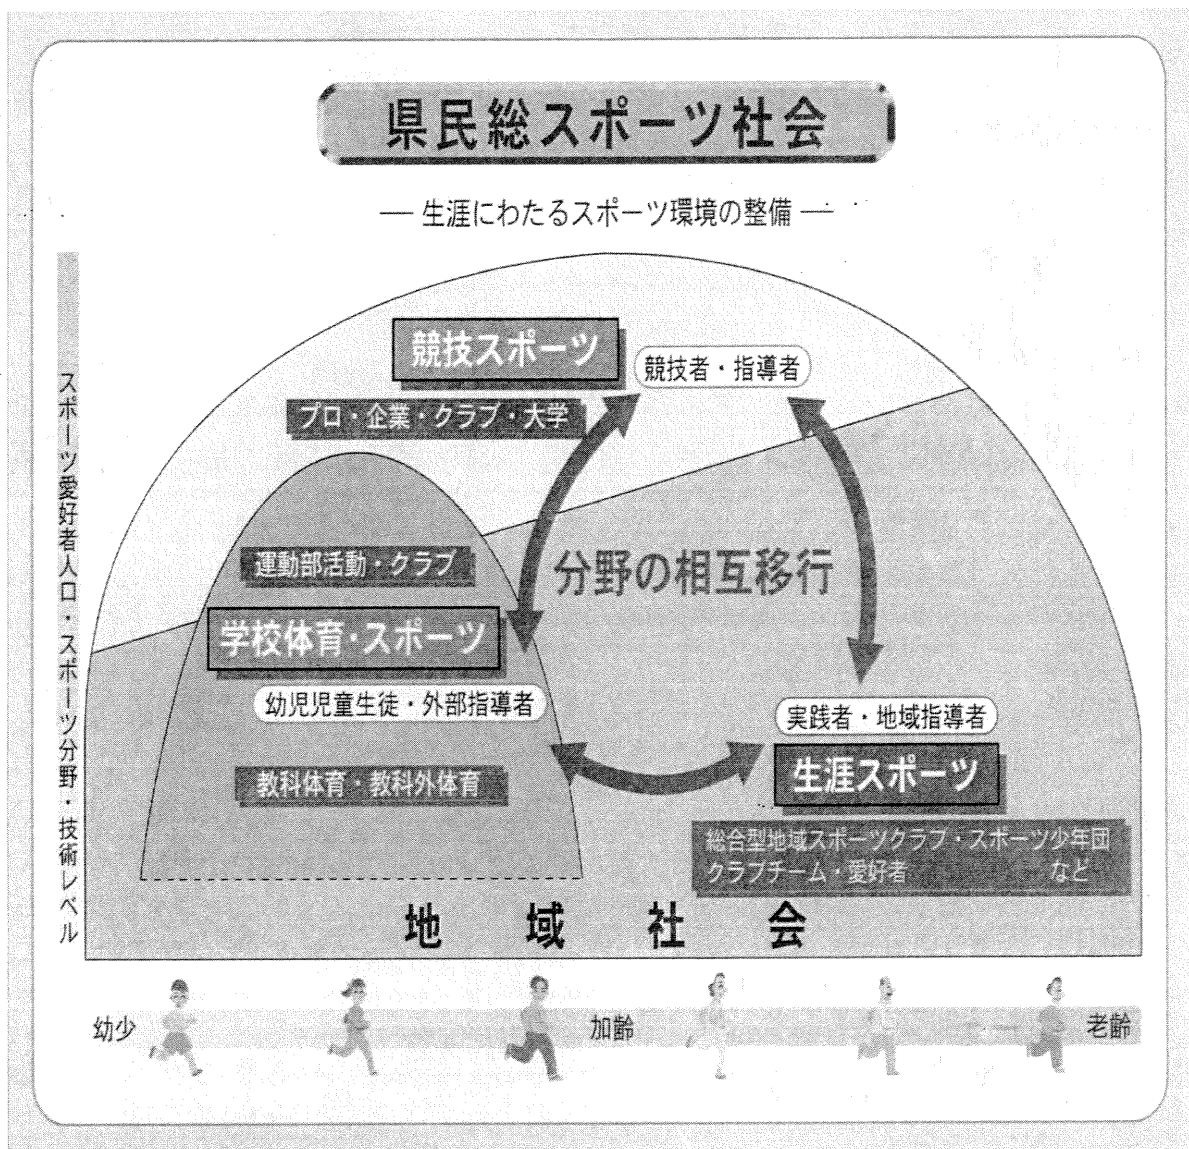 県民総スポーツ社会
― 生涯にわたるスポーツ環境の整備 ―
スポーツ愛好者人口・スポーツ分野・技術レベル
競技スポーツ
競技者・指導者
プロ・企業・クラブ・大学
運動部活動・クラブ
分野の相互移行
学校体育・スポーツ
幼児児童生徒・外部指導者
実践者・地域指導者
生涯スポーツ
教科体育・教科外体育
総合型地域スポーツクラブ・スポーツ少年団
クラブチーム・愛好者 など
地域社会
幼少 加齢 老齢